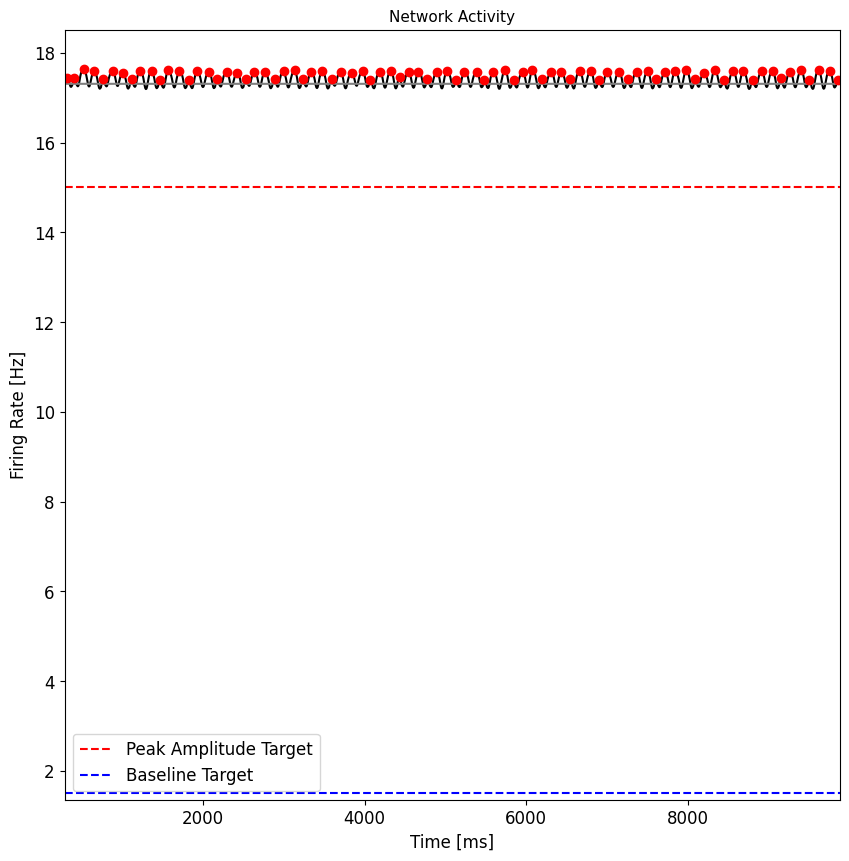 Network Activity
18
16
14
12
10
8
6
4
2
Firing Rate [Hz]
Peak Amplitude Target
Baseline Target
2000 4000 6000 8000
Time [ms]